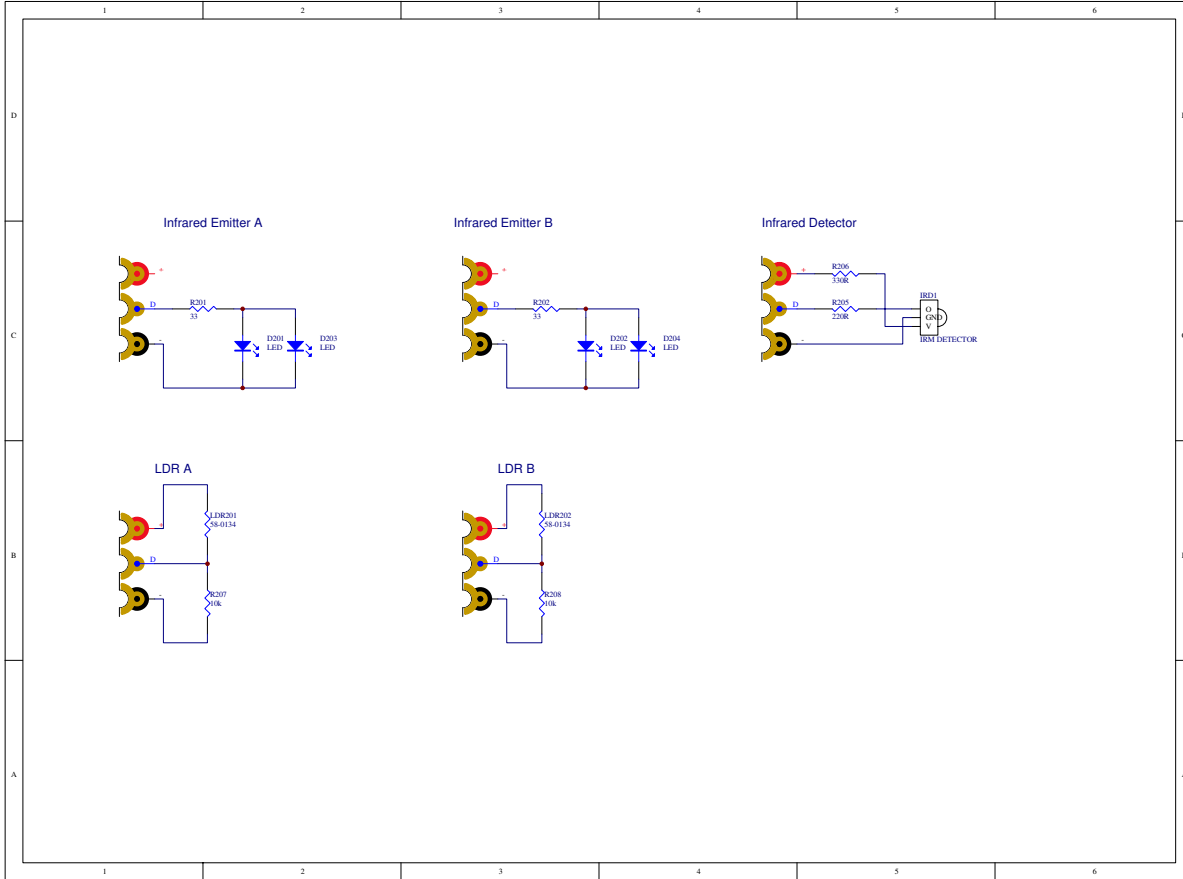 1 2 3 4 5 6
D
Infrared Emitter A Infrared Emitter B Infrared Detector
+ + +
R206
330R
D R201 D R202 D R205 IRD1
33 33 220R O
GND
C V
- - -
IRM DETECTOR
D201 D203 D202 D204
LED LED LED LED
LDR A LDR B
+ LDR201 + LDR202
58-0134 58-0134
B
D D
- R207 - R208
10k 10k
A
1 2 3 4 5 6